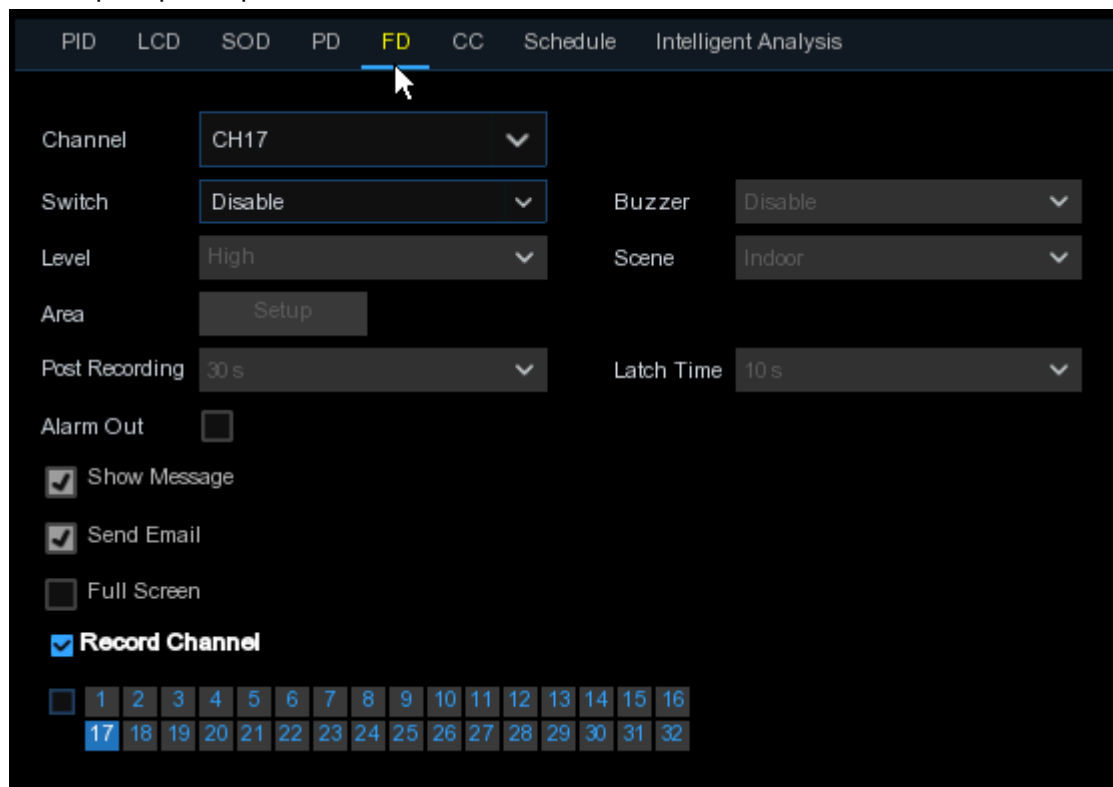 PID LCD SOD PD FD CC Schedule Intelligent Analysis
Channel CH17
Switch Disable Buzzer Disable
Level High Scene Indoor
Area Setup
Post Recording 30 s Latch Time 10 s
Alarm Out
Show Message
Send Email
Full Screen
Record Channel
1 2 3 4 5 6 7 8 9 10 11 12 13 14 15 16
17 18 19 20 21 22 23 24 25 26 27 28 29 30 31 32